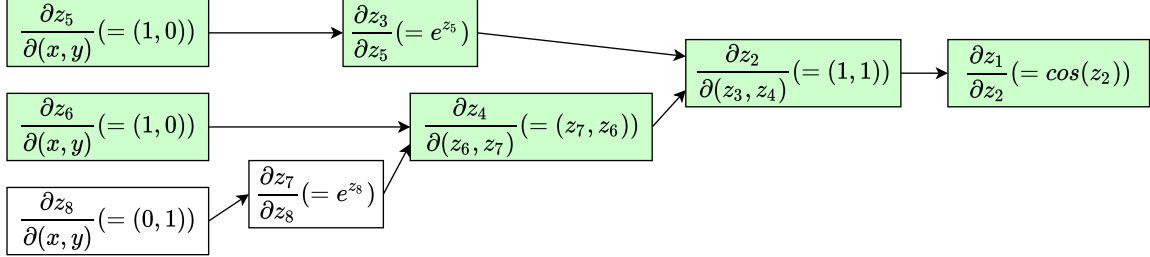 ∂z₅/∂(x, y) (= (1, 0))
∂z₃/∂z₅ (= e^{z₅})
∂z₂/∂(z₃, z₄) (= (1, 1))
∂z₁/∂z₂ (= cos(z₂))
∂z₆/∂(x, y) (= (1, 0))
∂z₄/∂(z₆, z₇) (= (z₇, z₆))
∂z₈/∂(x, y) (= (0, 1))
∂z₇/∂z₈ (= e^{z₈})